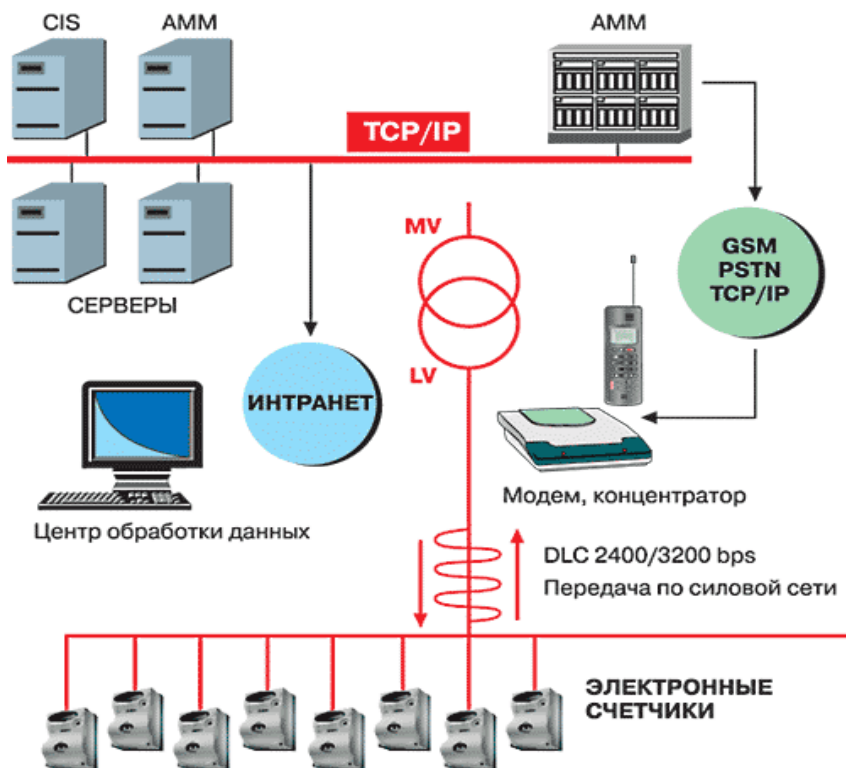 CIS
AMM
AMM
TCP/IP
MV
GSM
PSTN
TCP/IP
СЕРВЕРЫ
LV
ИНТРАНЕТ
Модем, концентратор
Центр обработки данных
DLC 2400/3200 bps
Передача по силовой сети
ЭЛЕКТРОННЫЕ
СЧЕТЧИКИ